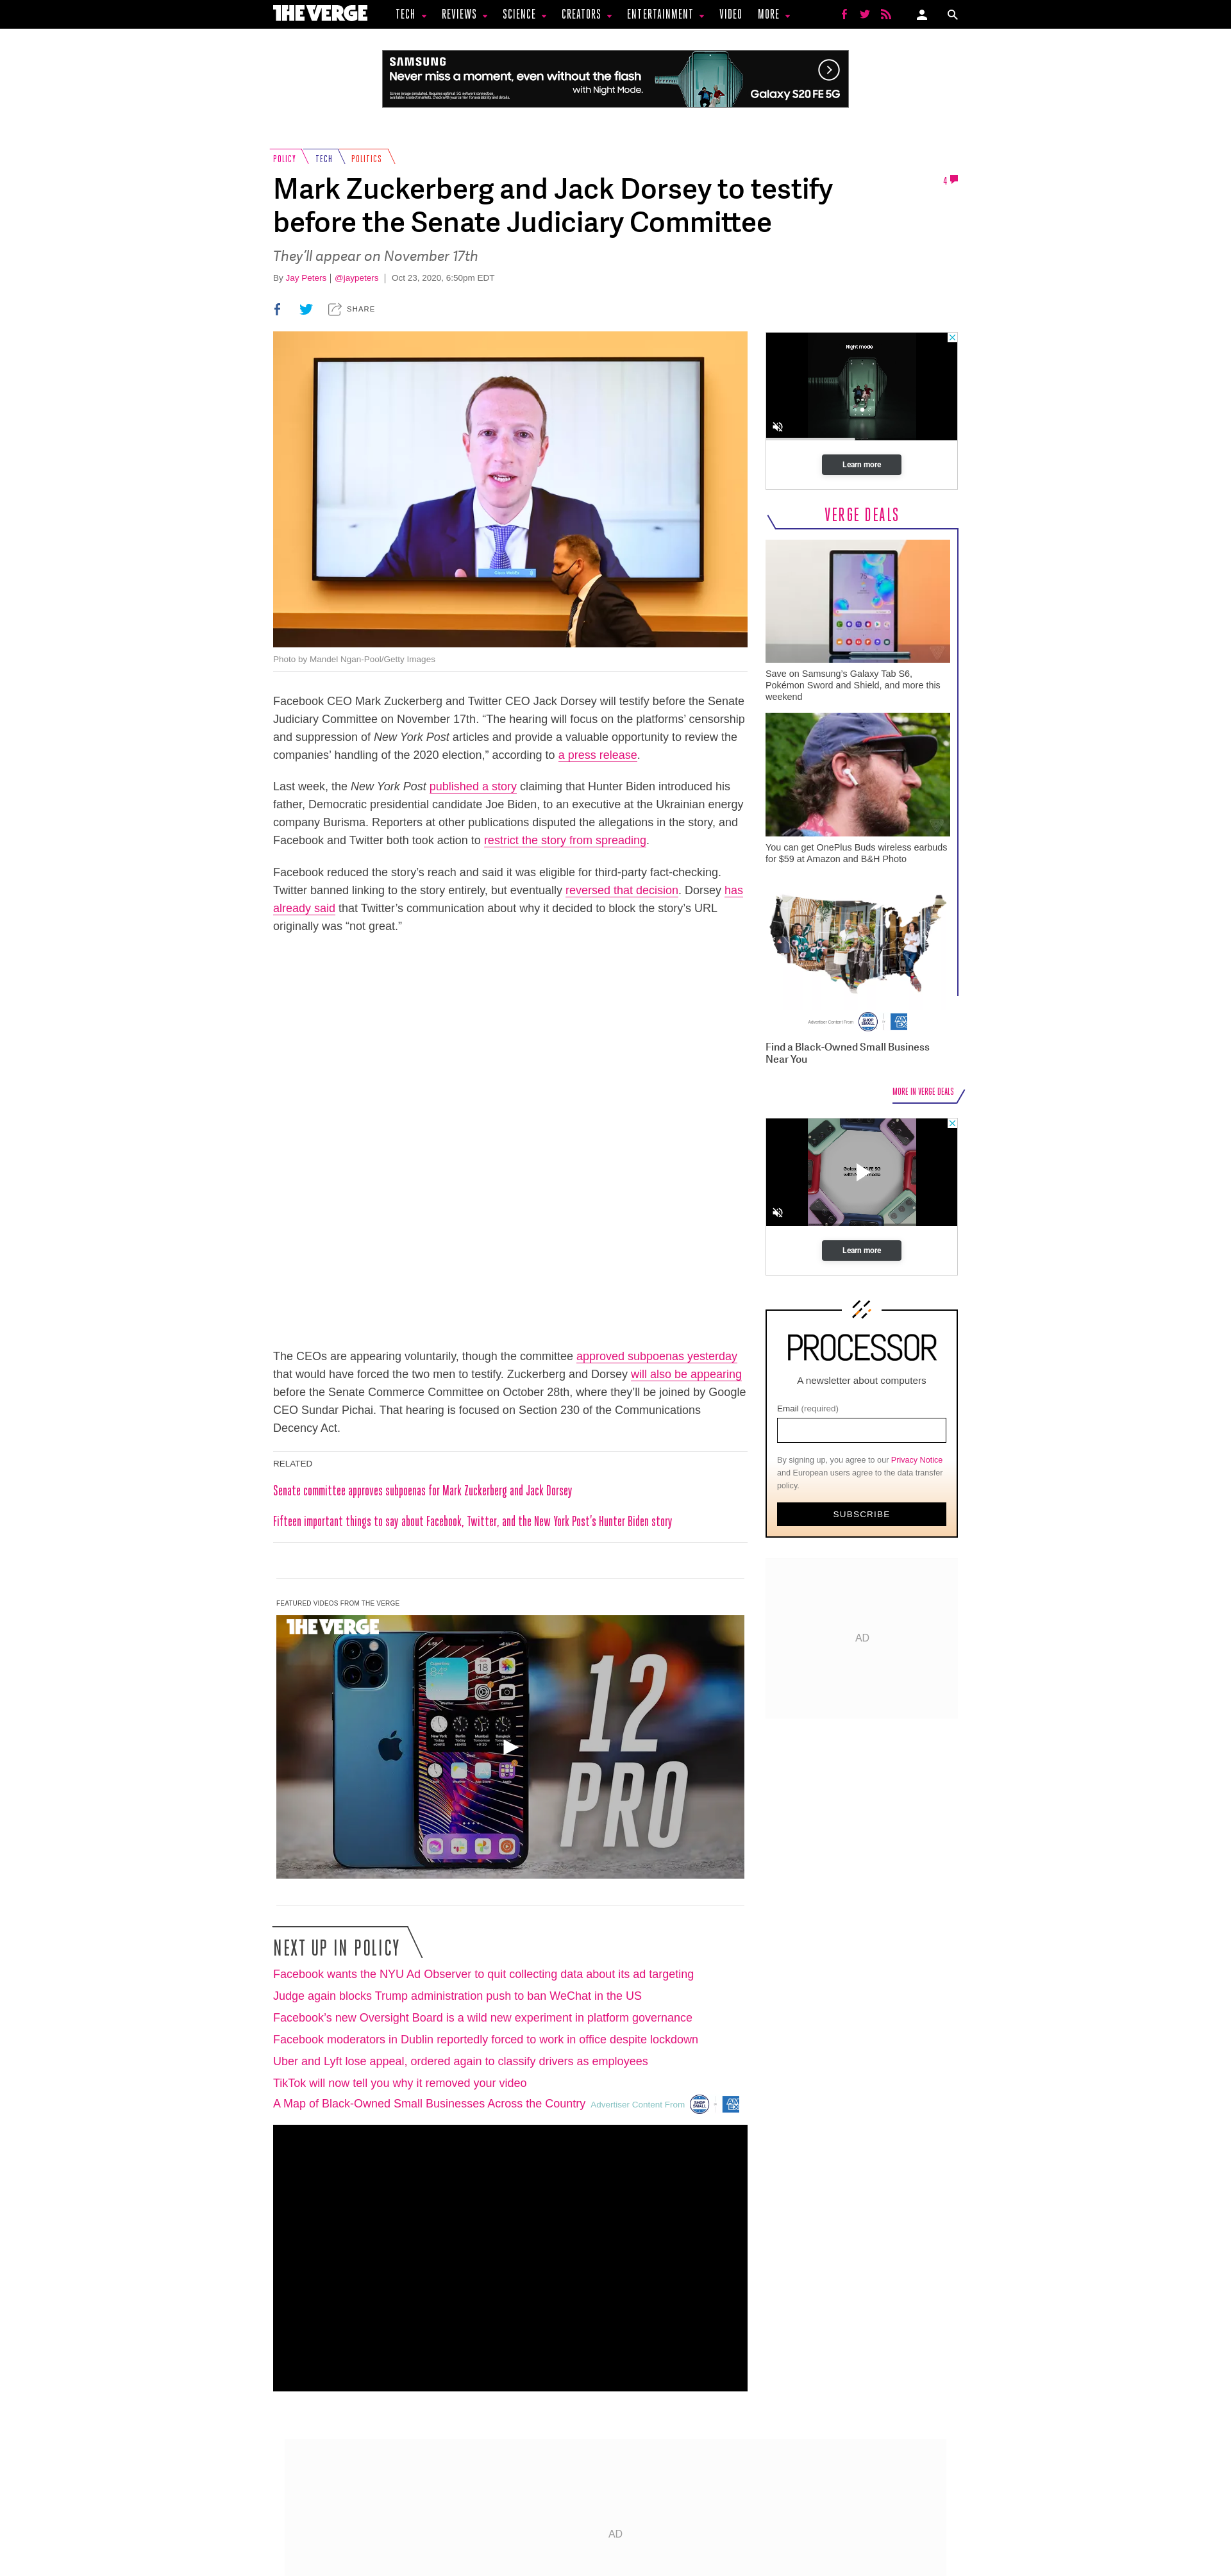 THE VERGE
TECH
REVIEWS
SCIENCE
CREATORS
ENTERTAINMENT
VIDEO
MORE
SAMSUNG
Never miss a moment, even without the flash
with Night Mode.
Galaxy S20 FE 5G
POLICY
TECH
POLITICS
Mark Zuckerberg and Jack Dorsey to testify
before the Senate Judiciary Committee
4
They’ll appear on November 17th
By Jay Peters | @jaypeters | Oct 23, 2020, 6:50pm EDT
SHARE
Photo by Mandel Ngan-Pool/Getty Images
Facebook CEO Mark Zuckerberg and Twitter CEO Jack Dorsey will testify before the Senate
Judiciary Committee on November 17th. “The hearing will focus on the platforms’ censorship
and suppression of New York Post articles and provide a valuable opportunity to review the
companies’ handling of the 2020 election,” according to a press release.
Last week, the New York Post published a story claiming that Hunter Biden introduced his
father, Democratic presidential candidate Joe Biden, to an executive at the Ukrainian energy
company Burisma. Reporters at other publications disputed the allegations in the story, and
Facebook and Twitter both took action to restrict the story from spreading.
Facebook reduced the story’s reach and said it was eligible for third-party fact-checking.
Twitter banned linking to the story entirely, but eventually reversed that decision. Dorsey has
already said that Twitter’s communication about why it decided to block the story’s URL
originally was “not great.”
The CEOs are appearing voluntarily, though the committee approved subpoenas yesterday
that would have forced the two men to testify. Zuckerberg and Dorsey will also be appearing
before the Senate Commerce Committee on October 28th, where they’ll be joined by Google
CEO Sundar Pichai. That hearing is focused on Section 230 of the Communications
Decency Act.
RELATED
Senate committee approves subpoenas for Mark Zuckerberg and Jack Dorsey
Fifteen important things to say about Facebook, Twitter, and the New York Post’s Hunter Biden story
FEATURED VIDEOS FROM THE VERGE
THE VERGE
12
PRO
NEXT UP IN POLICY
Facebook wants the NYU Ad Observer to quit collecting data about its ad targeting
Judge again blocks Trump administration push to ban WeChat in the US
Facebook’s new Oversight Board is a wild new experiment in platform governance
Facebook moderators in Dublin reportedly forced to work in office despite lockdown
Uber and Lyft lose appeal, ordered again to classify drivers as employees
TikTok will now tell you why it removed your video
A Map of Black-Owned Small Businesses Across the Country Advertiser Content From SHOP SMALL AM EX
Night mode
Learn more
VERGE DEALS
Save on Samsung’s Galaxy Tab S6,
Pokémon Sword and Shield, and more this
weekend
You can get OnePlus Buds wireless earbuds
for $59 at Amazon and B&H Photo
Advertiser Content From SHOP SMALL AM EX
Find a Black-Owned Small Business
Near You
MORE IN VERGE DEALS
Learn more
PROCESSOR
A newsletter about computers
Email (required)
By signing up, you agree to our Privacy Notice
and European users agree to the data transfer
policy.
SUBSCRIBE
AD
AD